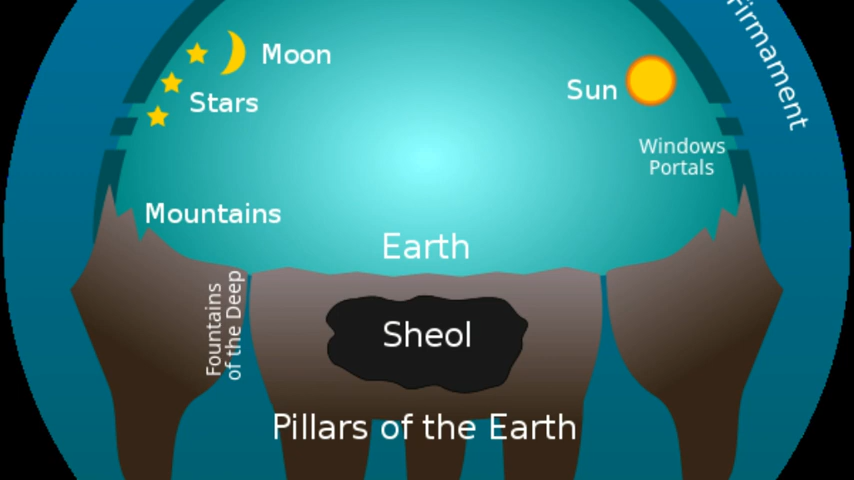 Firmament
Moon
Stars
Sun
Windows
Portals
Mountains
Earth
Fountains
of the Deep
Sheol
Pillars of the Earth